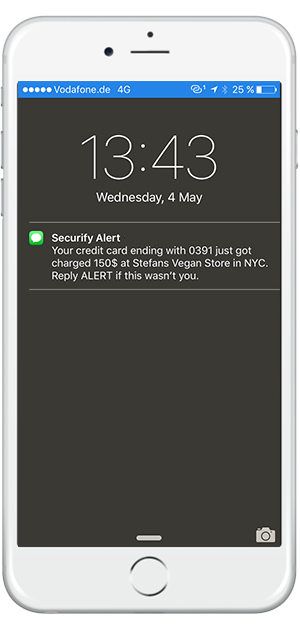 Vodafone.de 4G 1 25 %
13:43
Wednesday, 4 May
Securify Alert
Your credit card ending with 0391 just got
charged 150$ at Stefans Vegan Store in NYC.
Reply ALERT if this wasn't you.